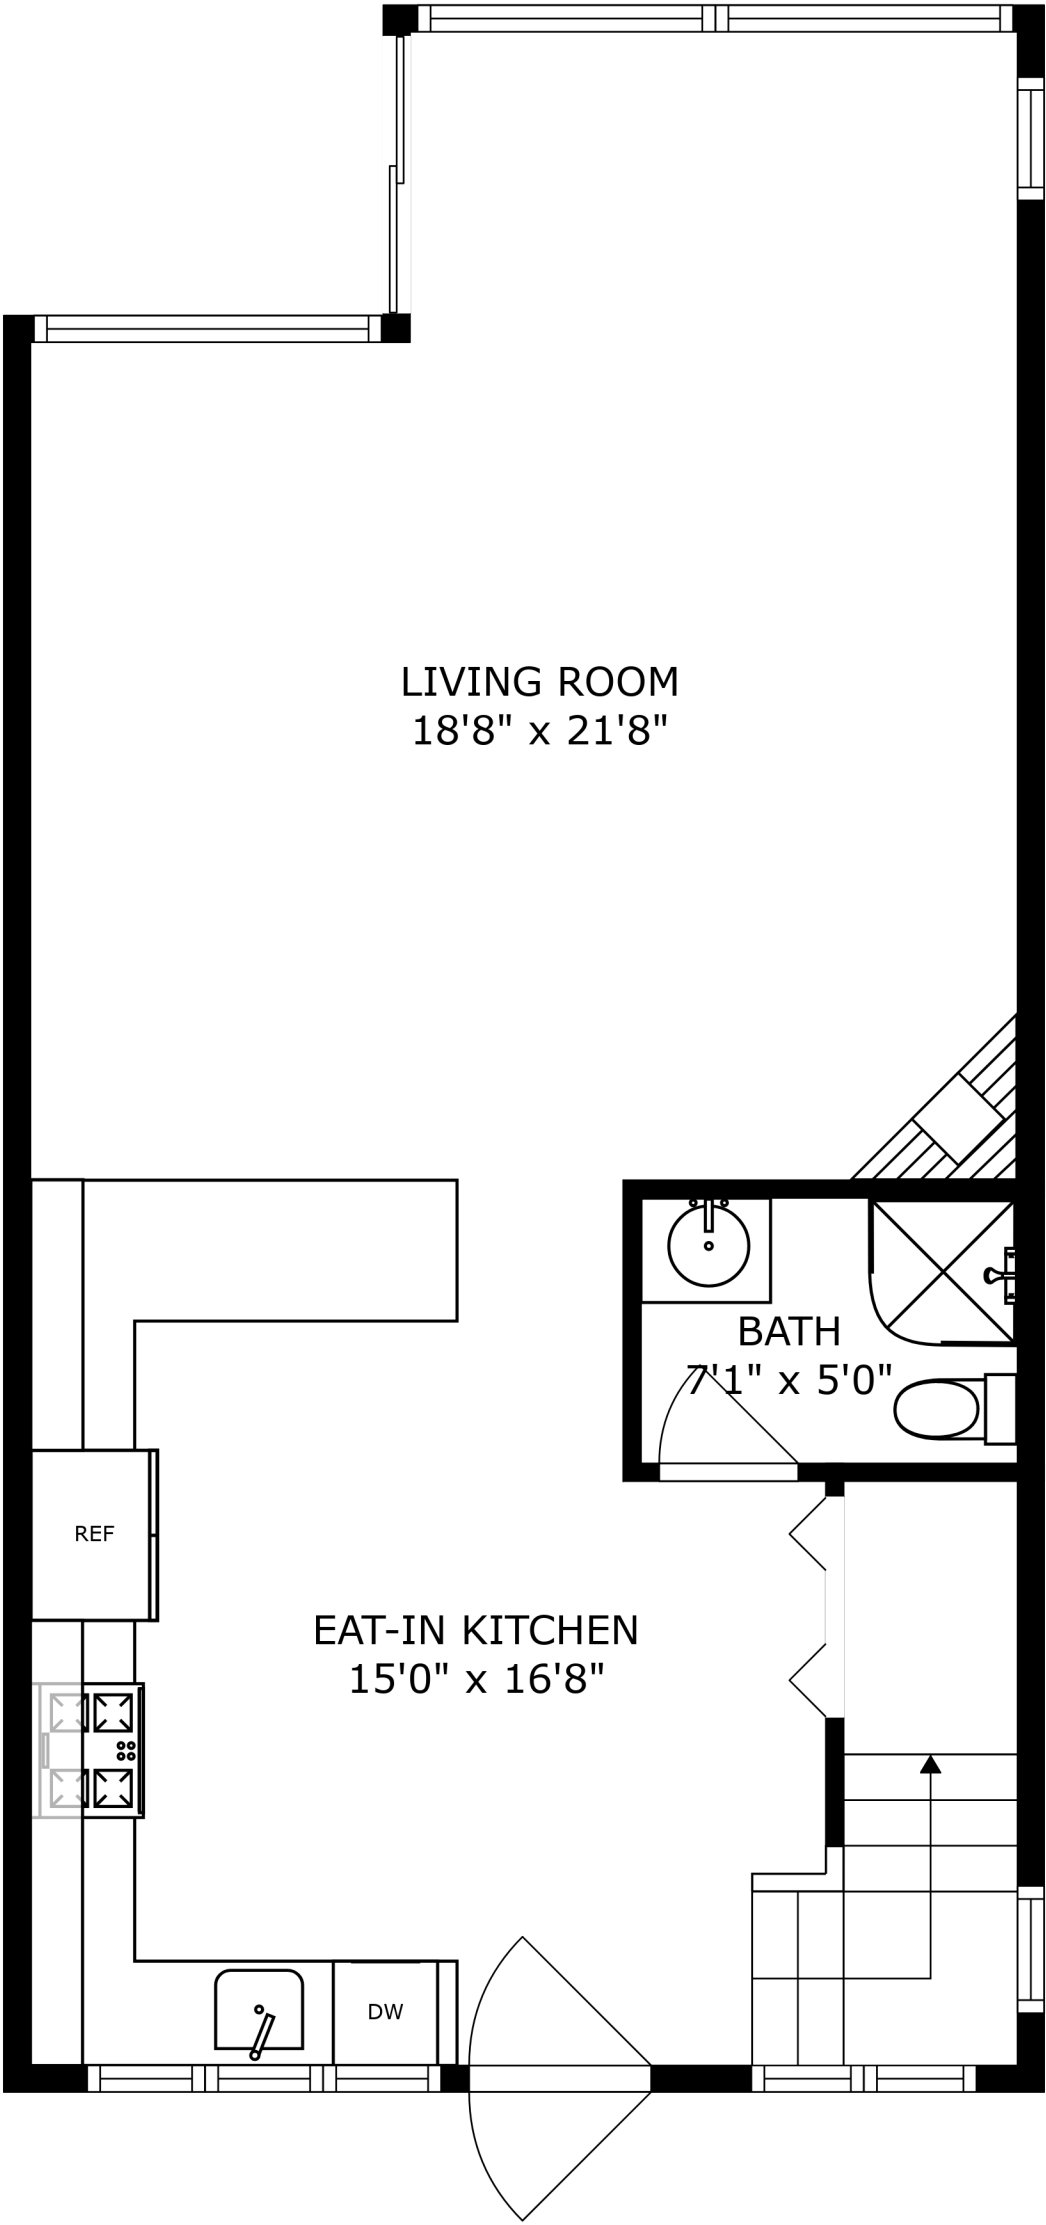 LIVING ROOM
18'8" x 21'8"
BATH
7'1" x 5'0"
REF
EAT-IN KITCHEN
15'0" x 16'8"
DW